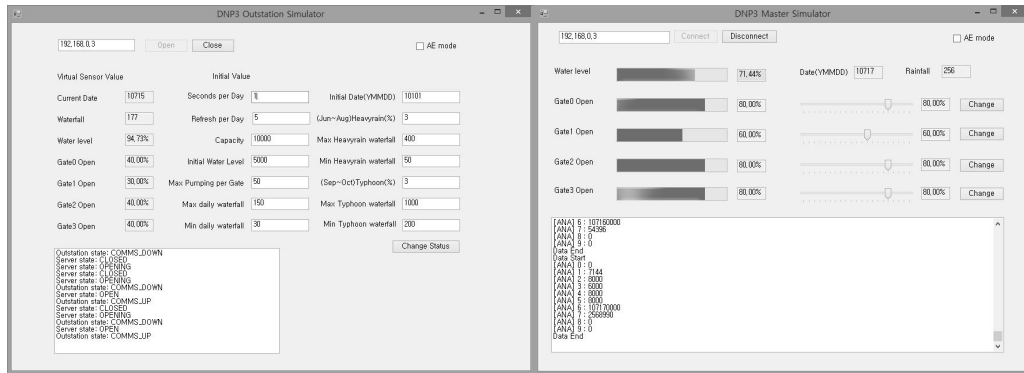 DNP3 Outstation Simulator
192,168,0,3 Open Close AE mode
Virtual Sensor Value Initial Value
Current Date 10715 Seconds per Day 1 Initial Date(YMMDD) 10101
Waterfall 177 Refresh per Day 5 (Jun~Aug)Heavyrain(%) 3
Water level 94,73% Capacity 10000 Max Heavyrain waterfall 400
Gate0 Open 40,00% Initial Water Level 5000 Min Heavyrain waterfall 50
Gate1 Open 30,00% Max Pumping per Gate 50 (Sep~Oct)Typhoon(%) 3
Gate2 Open 40,00% Max daily waterfall 150 Max Typhoon waterfall 1000
Gate3 Open 40,00% Min daily waterfall 30 Min Typhoon waterfall 200
Change Status
Outstation state: COMMS_DOWN
Server state: CLOSED
Server state: OPENING
Server state: CLOSED
Server state: OPENING
Outstation state: COMMS_DOWN
Server state: OPEN
Outstation state: COMMS_UP
Server state: CLOSED
Server state: OPENING
Outstation state: COMMS_DOWN
Server state: OPEN
Outstation state: COMMS_UP
DNP3 Master Simulator
192,168,0,3 Connect Disconnect AE mode
Water level 71,44% Date(YMMDD) 10717 Rainfall 256
Gate0 Open 80,00% 80,00% Change
Gate1 Open 60,00% 60,00% Change
Gate2 Open 80,00% 80,00% Change
Gate3 Open 80,00% 80,00% Change
[ANA] 6 : 107160000
[ANA] 7 : 54396
[ANA] 8 : 0
[ANA] 9 : 0
Data End
Data Start
[ANA] 0 : 0
[ANA] 1 : 7144
[ANA] 2 : 8000
[ANA] 3 : 6000
[ANA] 4 : 8000
[ANA] 5 : 8000
[ANA] 6 : 107170000
[ANA] 7 : 2568990
[ANA] 8 : 0
[ANA] 9 : 0
Data End